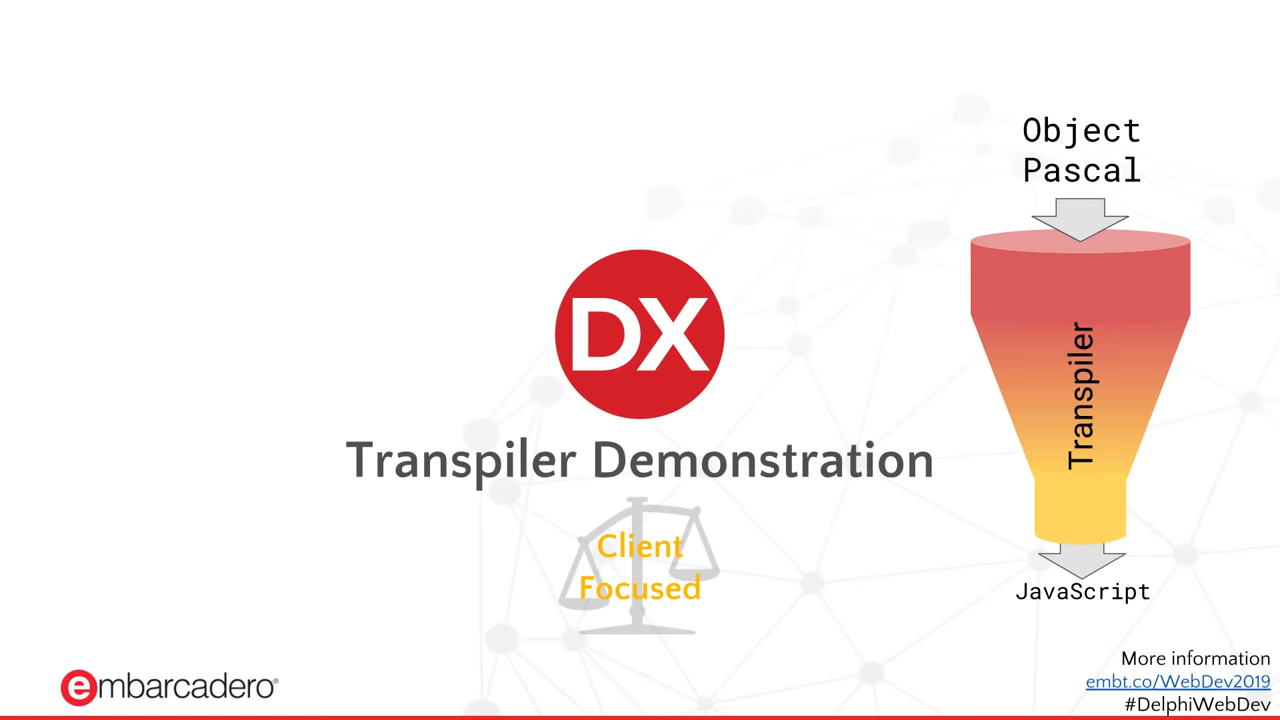 Object
Pascal
DX
Transpiler
Transpiler Demonstration
Client
Focused
JavaScript
embarcadero®
More information
embt.co/WebDev2019
#DelphiWebDev